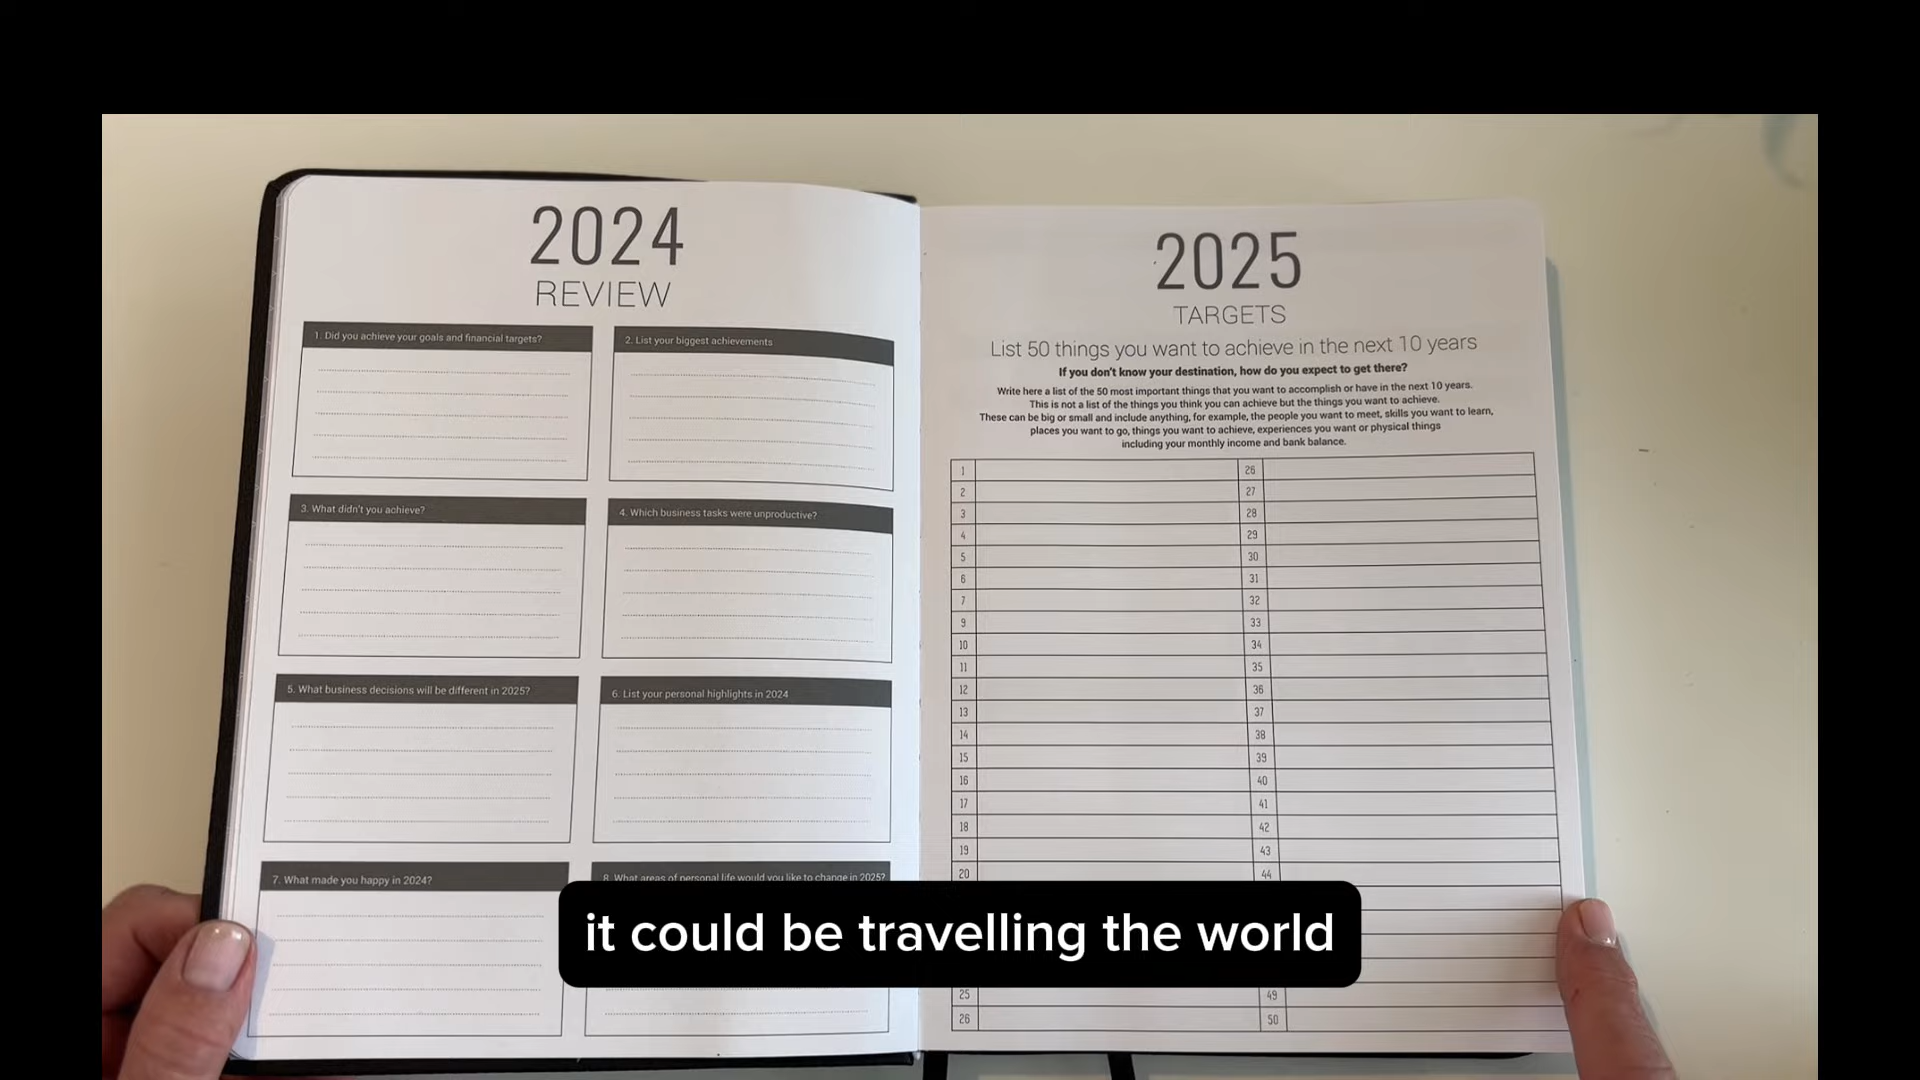 2024
REVIEW
1. Did you achieve your goals and financial targets?
2. List your biggest achievements
3. What didn't you achieve?
4. Which business tasks were unproductive?
5. What business decisions will be different in 2025?
6. List your personal highlights in 2024
7. What made you happy in 2024?
8. What areas of personal life would you like to change in 2025?
2025
TARGETS
List 50 things you want to achieve in the next 10 years
If you don't know your destination, how do you expect to get there?
Write here a list of the 50 most important things that you want to accomplish or have in the next 10 years.
This is not a list of the things you think you can achieve but the things you want to achieve.
These can be big or small and include anything, for example, the people you want to meet, skills you want to learn,
places you want to go, things you want to achieve, experiences you want or physical things
including your monthly income and bank balance.
1 26
2 27
3 28
4 29
5 30
6 31
7 32
9 33
10 34
11 35
12 36
13 37
14 38
15 39
16 40
17 41
18 42
19 43
20 44
25 49
26 50
it could be travelling the world